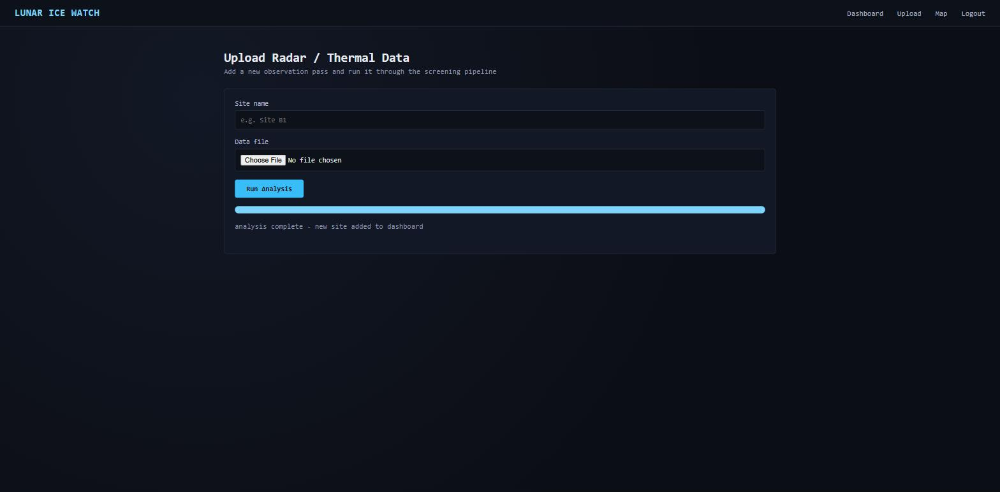 LUNAR ICE WATCH
Dashboard Upload Map Logout
Upload Radar / Thermal Data
Add a new observation pass and run it through the screening pipeline
Site name
e.g. Site B1
Data file
Choose File No file chosen
Run Analysis
analysis complete - new site added to dashboard